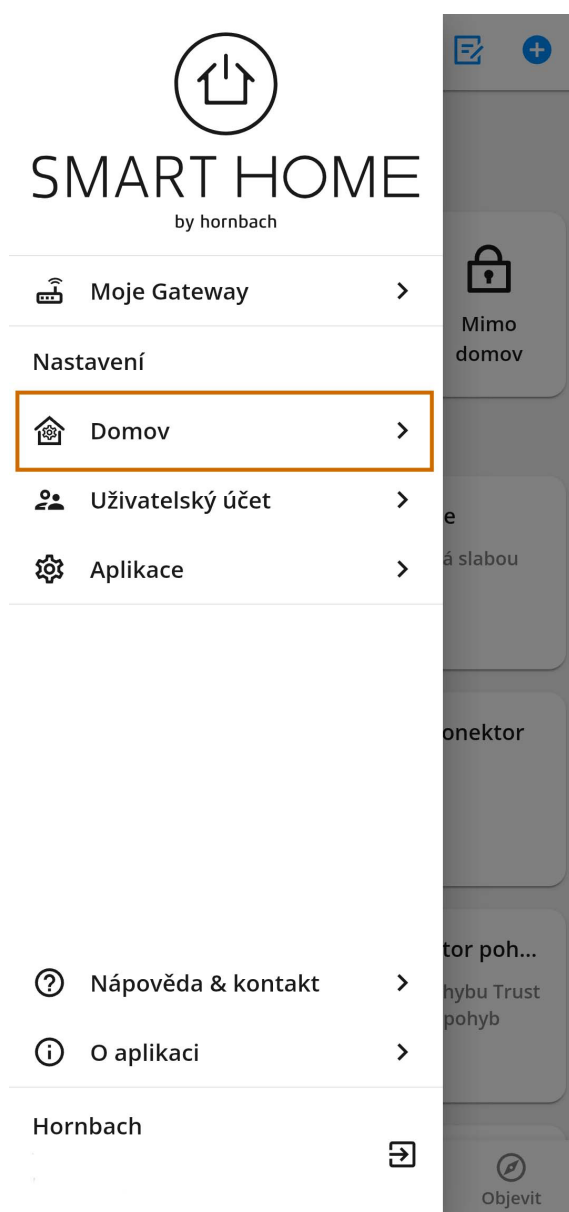 SMART HOME
by hornbach
Moje Gateway
Nastavení
Domov
Uživatelský účet
Aplikace
Nápověda & kontakt
O aplikaci
Hornbach
Mimo
domov
e
á slabou
onektor
tor poh...
hybu Trust
pohyb
Objevit